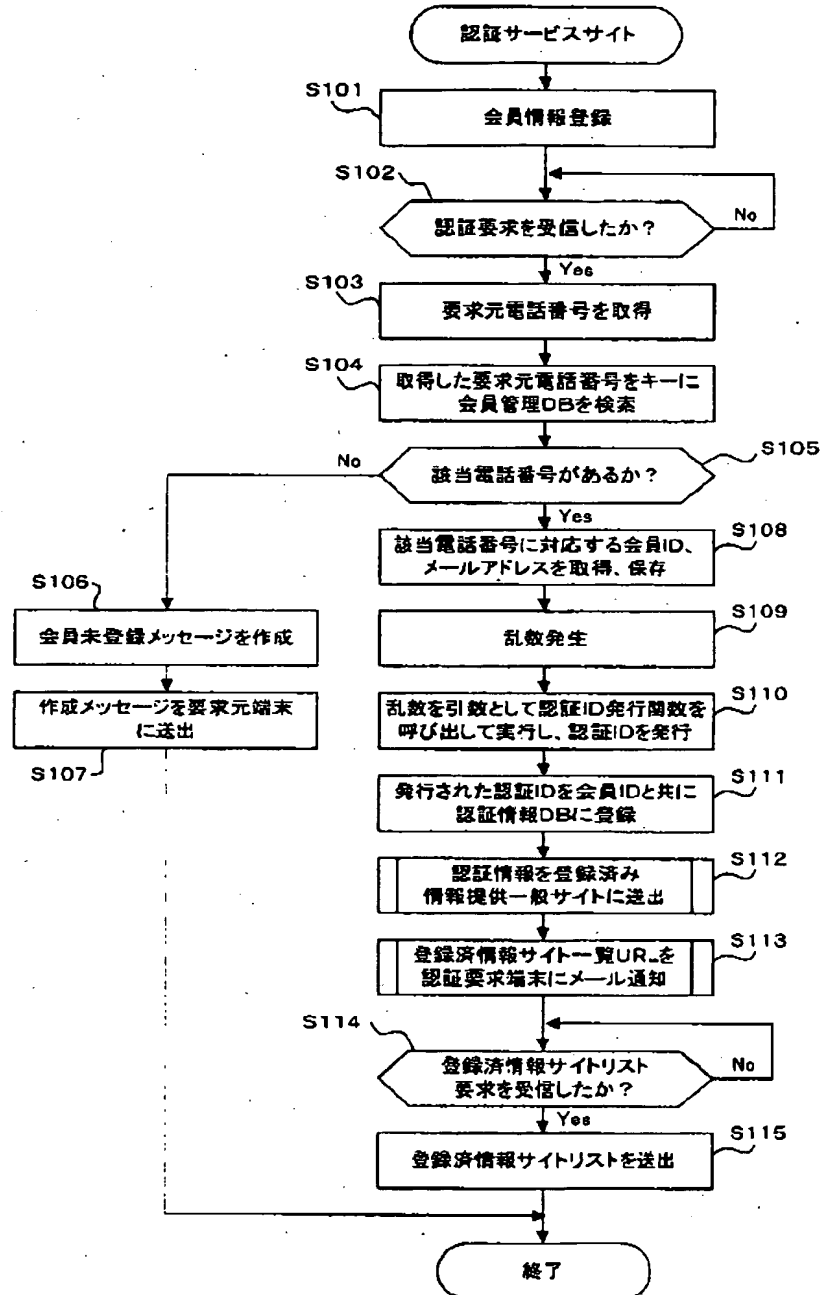 認証サービスサイト
S101
会員情報登録
S102
認証要求を受信したか?
No
Yes
S103
要求元電話番号を取得
S104
取得した要求元電話番号をキーに
会員管理DBを検索
S105
No
該当電話番号があるか?
Yes
S108
該当電話番号に対応する会員ID、
メールアドレスを取得、保存
S106
会員未登録メッセージを作成
S109
乱数発生
作成メッセージを要求元端末
に送出
S107
S110
乱数を引数として認証ID発行関数を
呼び出して実行し、認証IDを発行
S111
発行された認証IDを会員IDと共に
認証情報DBに登録
S112
認証情報を登録済み
情報提供一般サイトに送出
S113
登録済情報サイト一覧URLを
認証要求端末にメール通知
S114
登録済情報サイトリスト
要求を受信したか?
No
Yes
S115
登録済情報サイトリストを送出
終了